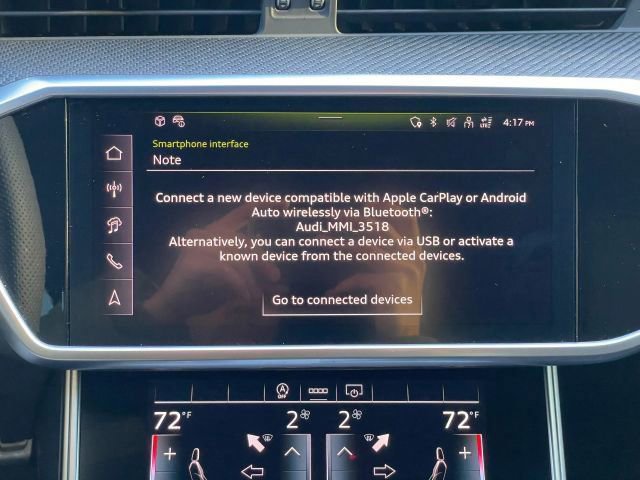 4:17 PM
Smartphone interface
Note
Connect a new device compatible with Apple CarPlay or Android
Auto wirelessly via Bluetooth®:
Audi_MMI_3518
Alternatively, you can connect a device via USB or activate a
known device from the connected devices.
Go to connected devices
A
OFF
72°F 2 2 72°F
+ +